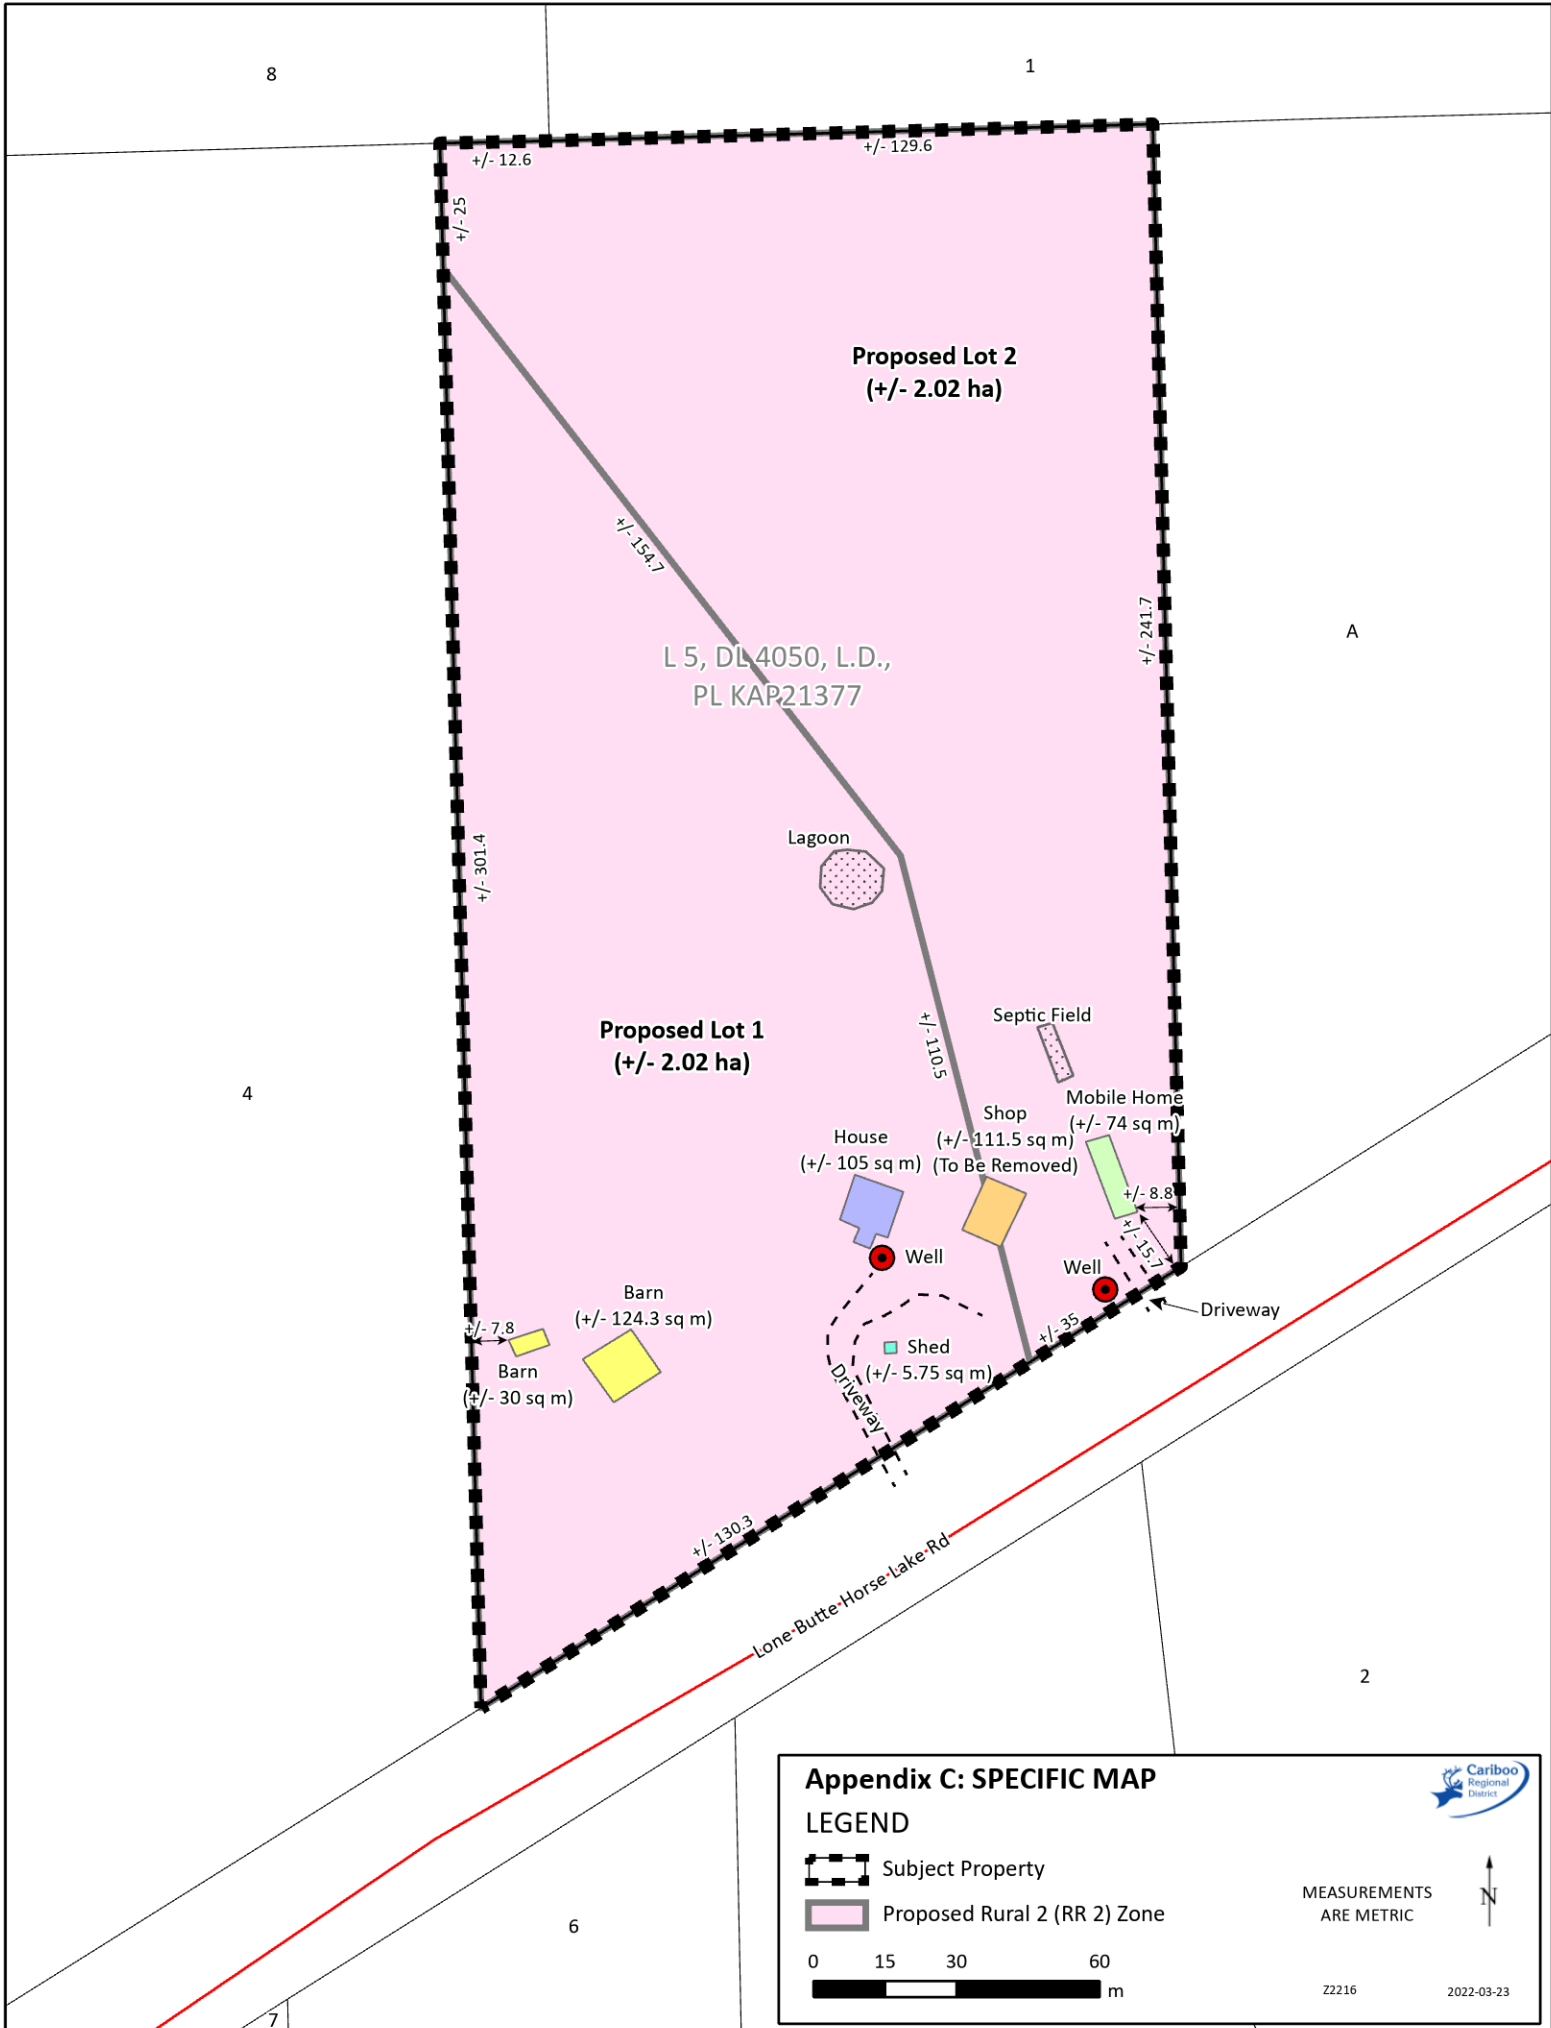 8
1
+/- 12.6
+/- 129.6
+/- 25
Proposed Lot 2
(+/- 2.02 ha)
+/- 154.7
+/- 241.7
A
L 5, DL 4050, L.D.,
PL KAP21377
Lagoon
+/- 301.4
Septic Field
+/- 110.5
Proposed Lot 1
(+/- 2.02 ha)
4
Mobile Home
(+/- 74 sq m)
Shop
(+/- 111.5 sq m)
(To Be Removed)
House
(+/- 105 sq m)
+/- 8.8
+/- 15.7
Well
Well
Driveway
Barn
(+/- 124.3 sq m)
+/- 7.8
+/- 35
Shed
(+/- 5.75 sq m)
Barn
(+/- 30 sq m)
Driveway
+/- 130.3
Lone Butte Horse Lake Rd
2
6
7
Appendix C: SPECIFIC MAP
Cariboo
Regional
District
LEGEND
Subject Property
Proposed Rural 2 (RR 2) Zone
MEASUREMENTS
ARE METRIC
N
0 15 30 60
m
Z2216
2022-03-23